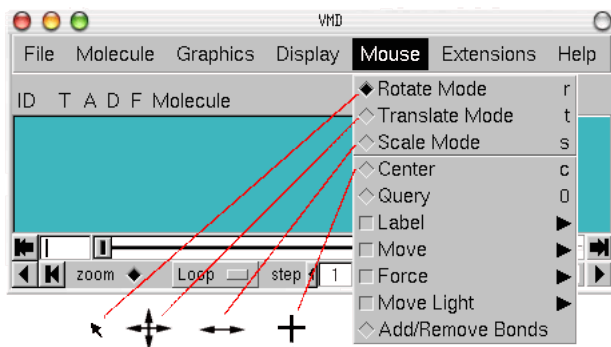 VMD
File Molecule Graphics Display Mouse Extensions Help
ID T A D F Molecule
Rotate Mode r
Translate Mode t
Scale Mode s
Center c
Query 0
Label
Move
Force
Move Light
Add/Remove Bonds
zoom Loop step 1